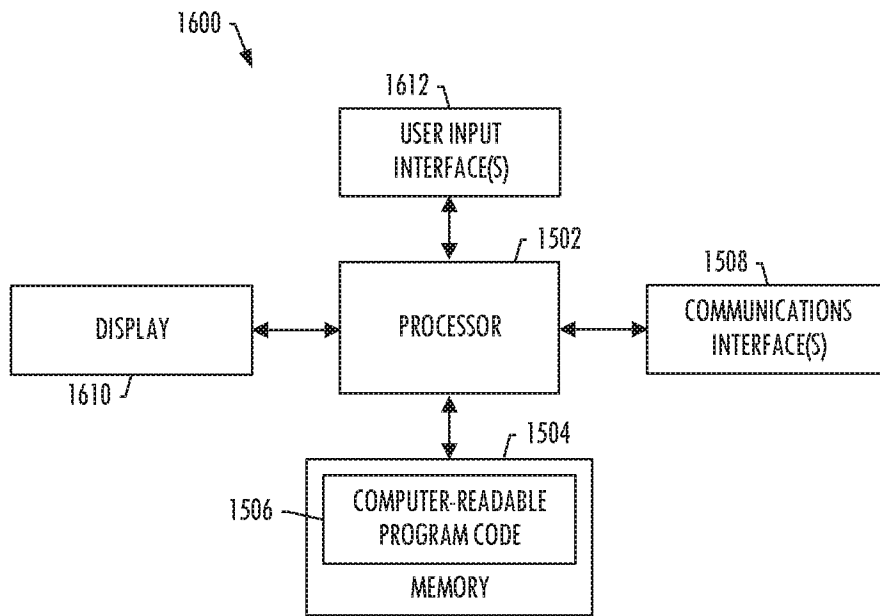 1600
1612
USER INPUT
INTERFACE(S)
1502
PROCESSOR
1508
COMMUNICATIONS
INTERFACE(S)
DISPLAY
1610
1504
1506
COMPUTER-READABLE
PROGRAM CODE
MEMORY